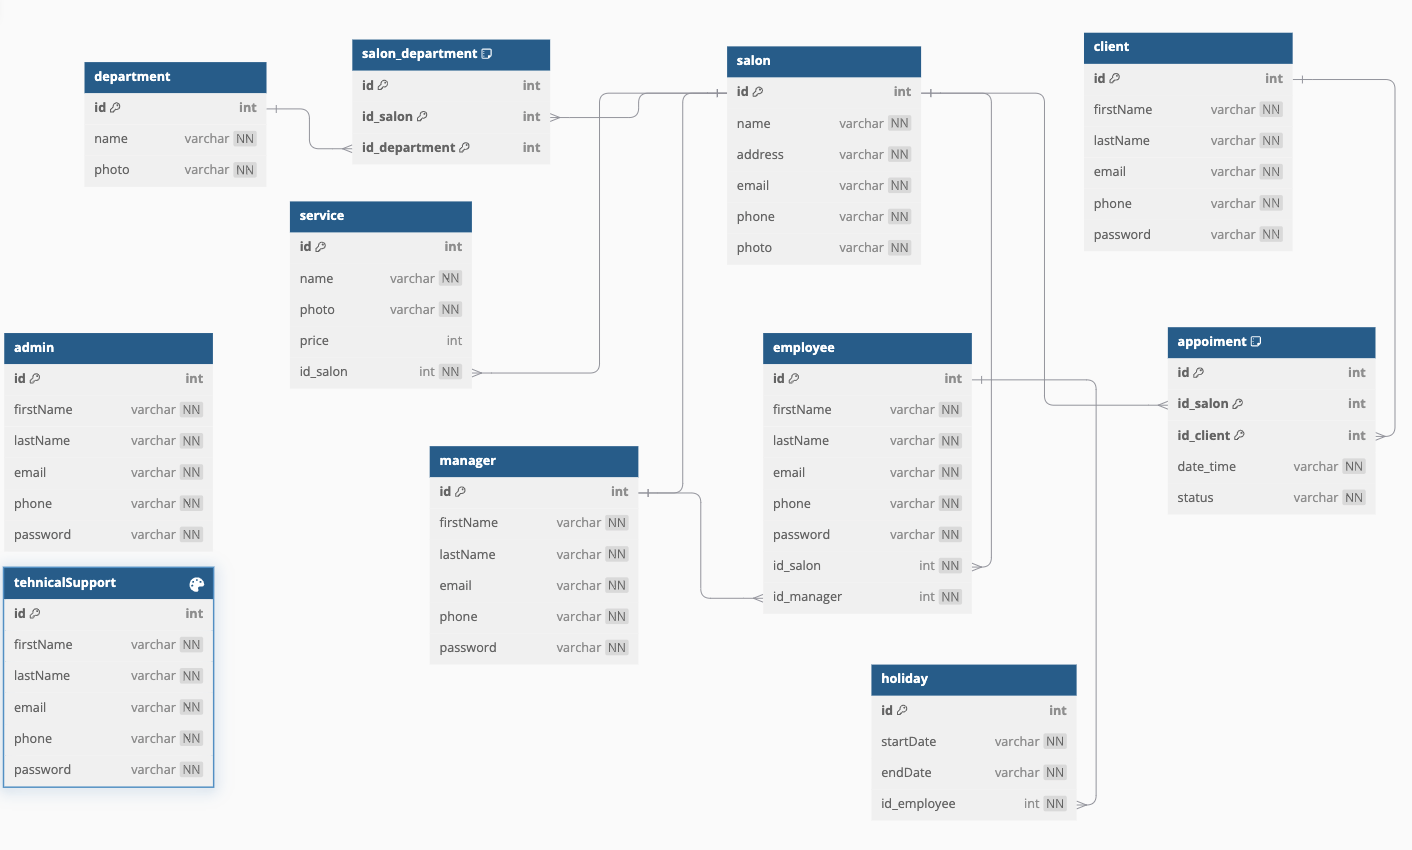 department
id int
name varchar NN
photo varchar NN
salon_department
id int
id_salon int
id_department int
salon
id int
name varchar NN
address varchar NN
email varchar NN
phone varchar NN
photo varchar NN
client
id int
firstName varchar NN
lastName varchar NN
email varchar NN
phone varchar NN
password varchar NN
service
id int
name varchar NN
photo varchar NN
price int
id_salon int NN
admin
id int
firstName varchar NN
lastName varchar NN
email varchar NN
phone varchar NN
password varchar NN
employee
id int
firstName varchar NN
lastName varchar NN
email varchar NN
phone varchar NN
password varchar NN
id_salon int NN
id_manager int NN
appoiment
id int
id_salon int
id_client int
date_time varchar NN
status varchar NN
manager
id int
firstName varchar NN
lastName varchar NN
email varchar NN
phone varchar NN
password varchar NN
tehnicalSupport
id int
firstName varchar NN
lastName varchar NN
email varchar NN
phone varchar NN
password varchar NN
holiday
id int
startDate varchar NN
endDate varchar NN
id_employee int NN